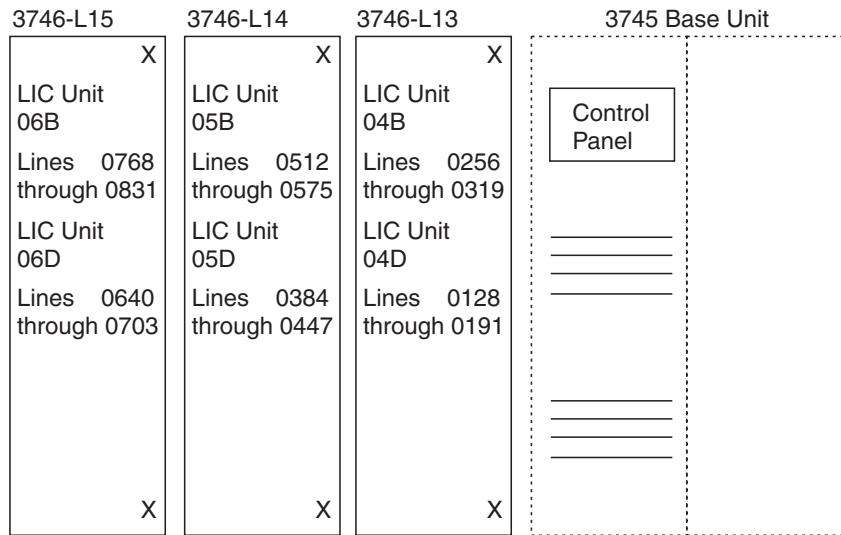 3746-L15
X
LIC Unit
06B
Lines 0768
through 0831
LIC Unit
06D
Lines 0640
through 0703
X
3746-L14
X
LIC Unit
05B
Lines 0512
through 0575
LIC Unit
05D
Lines 0384
through 0447
X
3746-L13
X
LIC Unit
04B
Lines 0256
through 0319
LIC Unit
04D
Lines 0128
through 0191
X
3745 Base Unit
Control
Panel